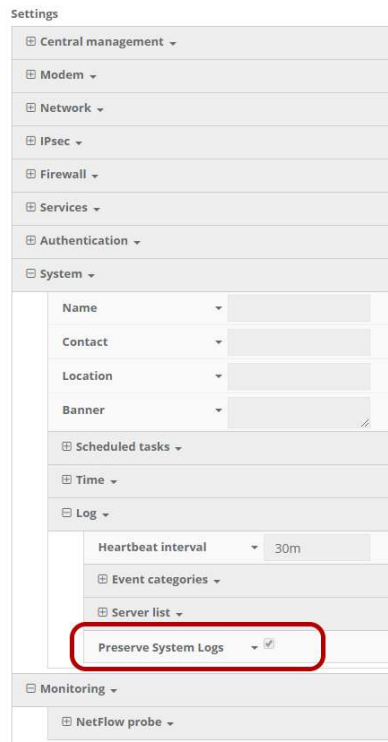 Settings
Central management
Modem
Network
IPsec
Firewall
Services
Authentication
System
Name
Contact
Location
Banner
Scheduled tasks
Time
Log
Heartbeat interval 30m
Event categories
Server list
Preserve System Logs
Monitoring
NetFlow probe